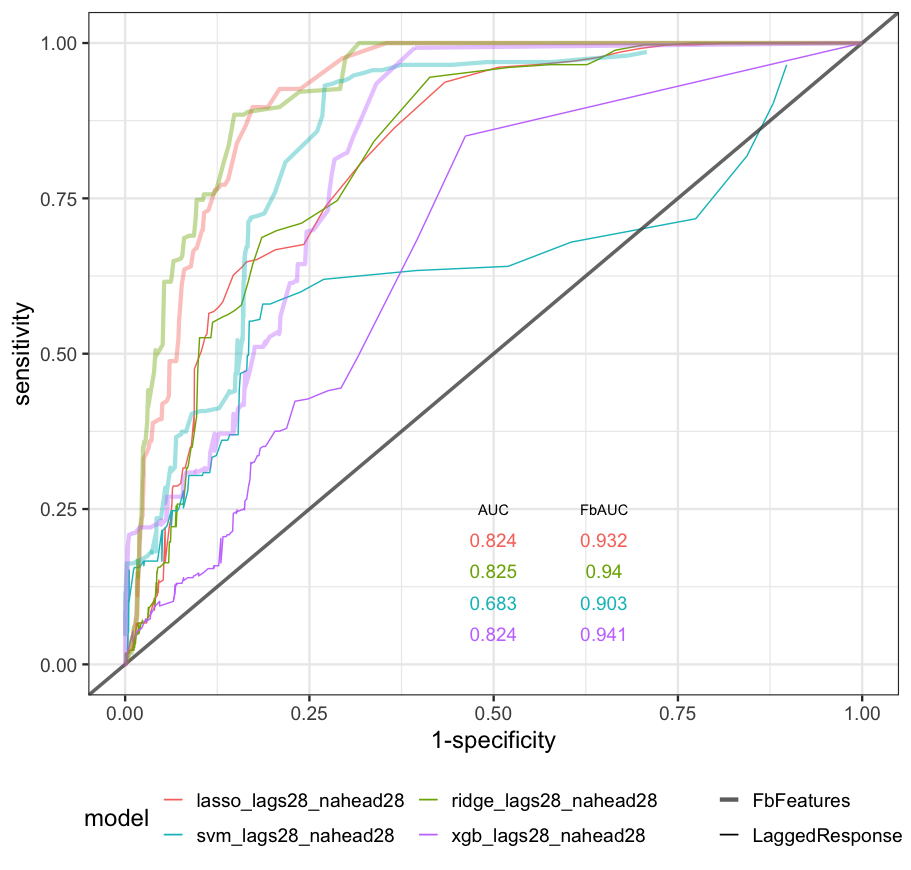 1.00
0.75
0.50
0.25
0.00
sensitivity
AUC FbAUC
0.824 0.932
0.825 0.94
0.683 0.903
0.824 0.941
0.00 0.25 0.50 0.75 1.00
1-specificity
model
lasso_lags28_nahead28 ridge_lags28_nahead28 FbFeatures
svm_lags28_nahead28 xgb_lags28_nahead28 LaggedResponse